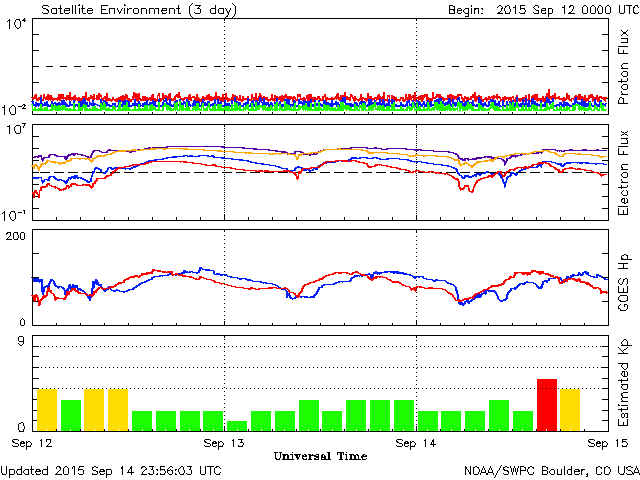 Satellite Environment (3 day) Begin: 2015 Sep 12 0000 UTC
10^4
10^-2
Proton Flux
10^7
10^-1
Electron Flux
200
0
GOES Hp
9
0
Estimated Kp
Sep 12 Sep 13 Sep 14 Sep 15
Universal Time
Updated 2015 Sep 14 23:56:03 UTC NOAA/SWPC Boulder, CO USA